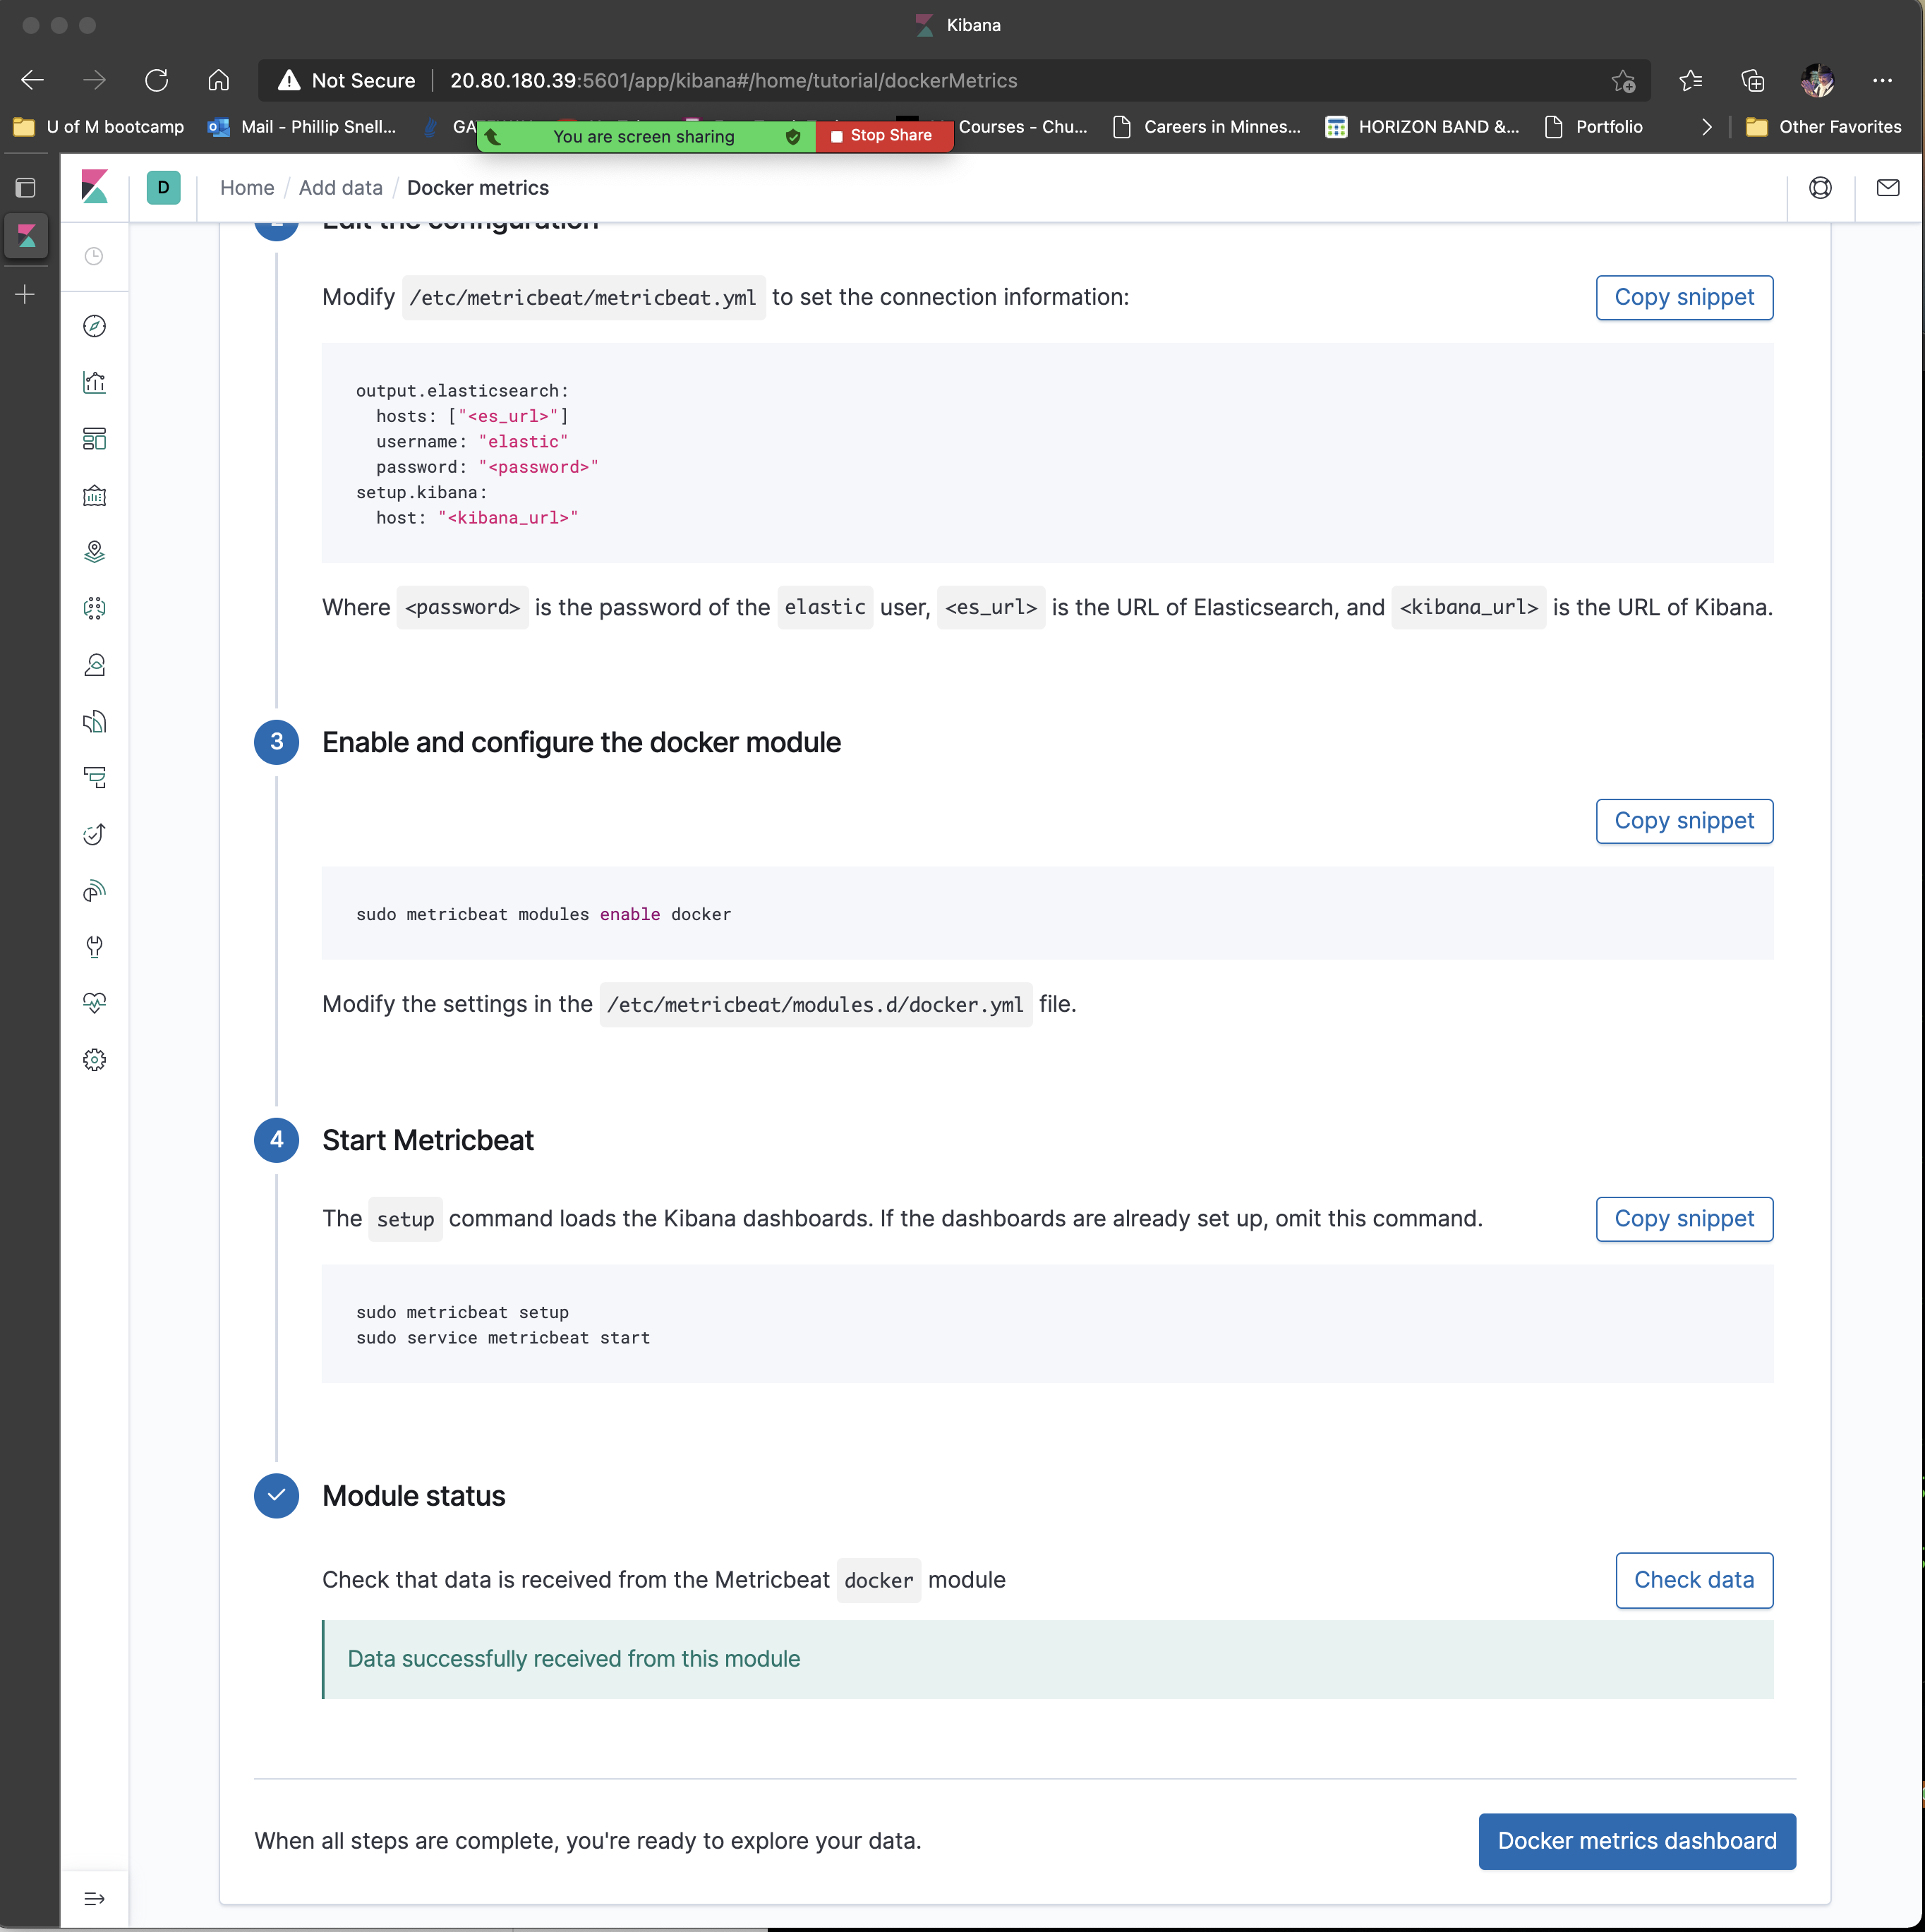 Kibana
Not Secure 20.80.180.39:5601/app/kibana#/home/tutorial/dockerMetrics
U of M bootcamp
Mail - Phillip Snell...
Courses - Chu...
Careers in Minnes...
HORIZON BAND &...
Portfolio
Other Favorites
You are screen sharing
Stop Share
D
Home / Add data / Docker metrics
Edit the configuration
Modify /etc/metricbeat/metricbeat.yml to set the connection information:
Copy snippet
output.elasticsearch:
hosts: ["<es_url>"]
username: "elastic"
password: "<password>"
setup.kibana:
host: "<kibana_url>"
Where <password> is the password of the elastic user, <es_url> is the URL of Elasticsearch, and <kibana_url> is the URL of Kibana.
3 Enable and configure the docker module
Copy snippet
sudo metricbeat modules enable docker
Modify the settings in the /etc/metricbeat/modules.d/docker.yml file.
4 Start Metricbeat
The setup command loads the Kibana dashboards. If the dashboards are already set up, omit this command.
Copy snippet
sudo metricbeat setup
sudo service metricbeat start
Module status
Check that data is received from the Metricbeat docker module
Check data
Data successfully received from this module
When all steps are complete, you're ready to explore your data.
Docker metrics dashboard